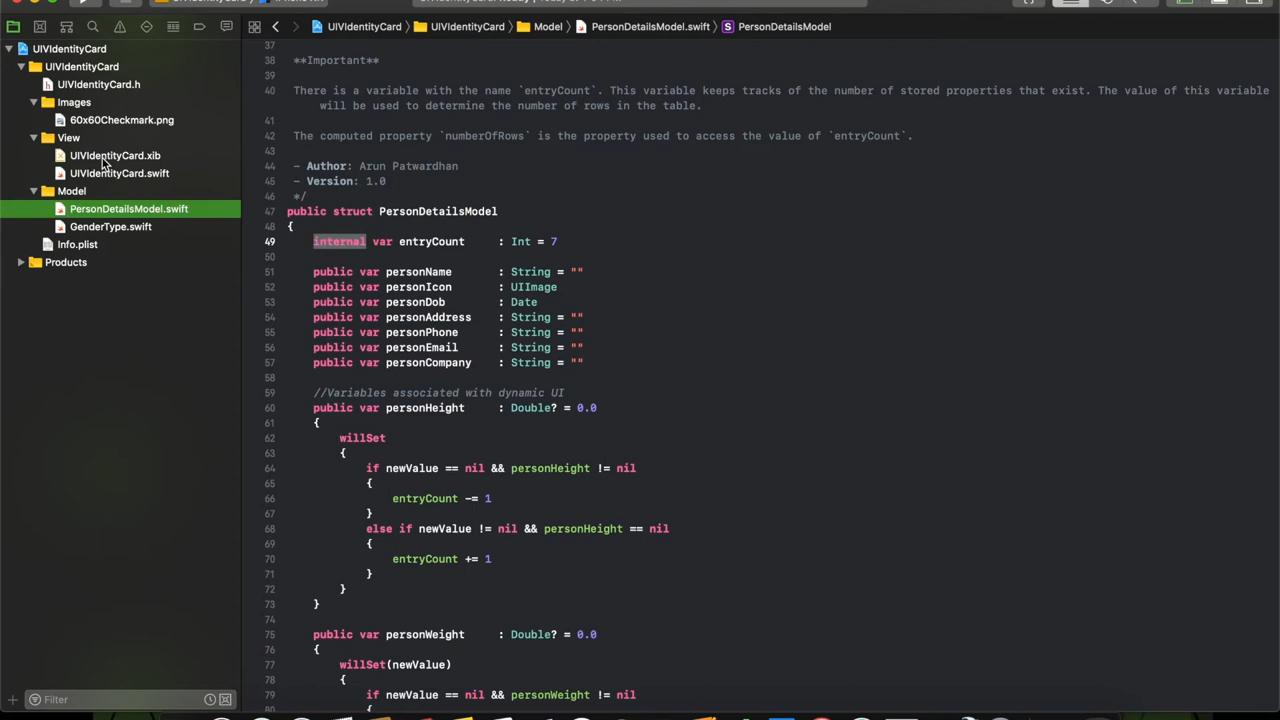 UIVIdentityCard
UIVIdentityCard
Model
PersonDetailsModel.swift
PersonDetailsModel
UIVIdentityCard
UIVIdentityCard
UIVIdentityCard.h
Images
60x60Checkmark.png
View
UIVIdentityCard.xib
UIVIdentityCard.swift
Model
PersonDetailsModel.swift
GenderType.swift
Info.plist
Products
Filter
37
38 **Important**
39
40 There is a variable with the name `entryCount`. This variable keeps tracks of the number of stored properties that exist. The value of this variable
will be used to determine the number of rows in the table.
41
42 The computed property `numberOfRows` is the property used to access the value of `entryCount`.
43
44 - Author: Arun Patwardhan
45 - Version: 1.0
46 */
47 public struct PersonDetailsModel
48 {
49 internal var entryCount : Int = 7
50
51 public var personName : String = ""
52 public var personIcon : UIImage
53 public var personDob : Date
54 public var personAddress : String = ""
55 public var personPhone : String = ""
56 public var personEmail : String = ""
57 public var personCompany : String = ""
58
59 //Variables associated with dynamic UI
60 public var personHeight : Double? = 0.0
61 {
62 willSet
63 {
64 if newValue == nil && personHeight != nil
65 {
66 entryCount -= 1
67 }
68 else if newValue != nil && personHeight == nil
69 {
70 entryCount += 1
71 }
72 }
73 }
74
75 public var personWeight : Double? = 0.0
76 {
77 willSet(newValue)
78 {
79 if newValue == nil && personWeight != nil